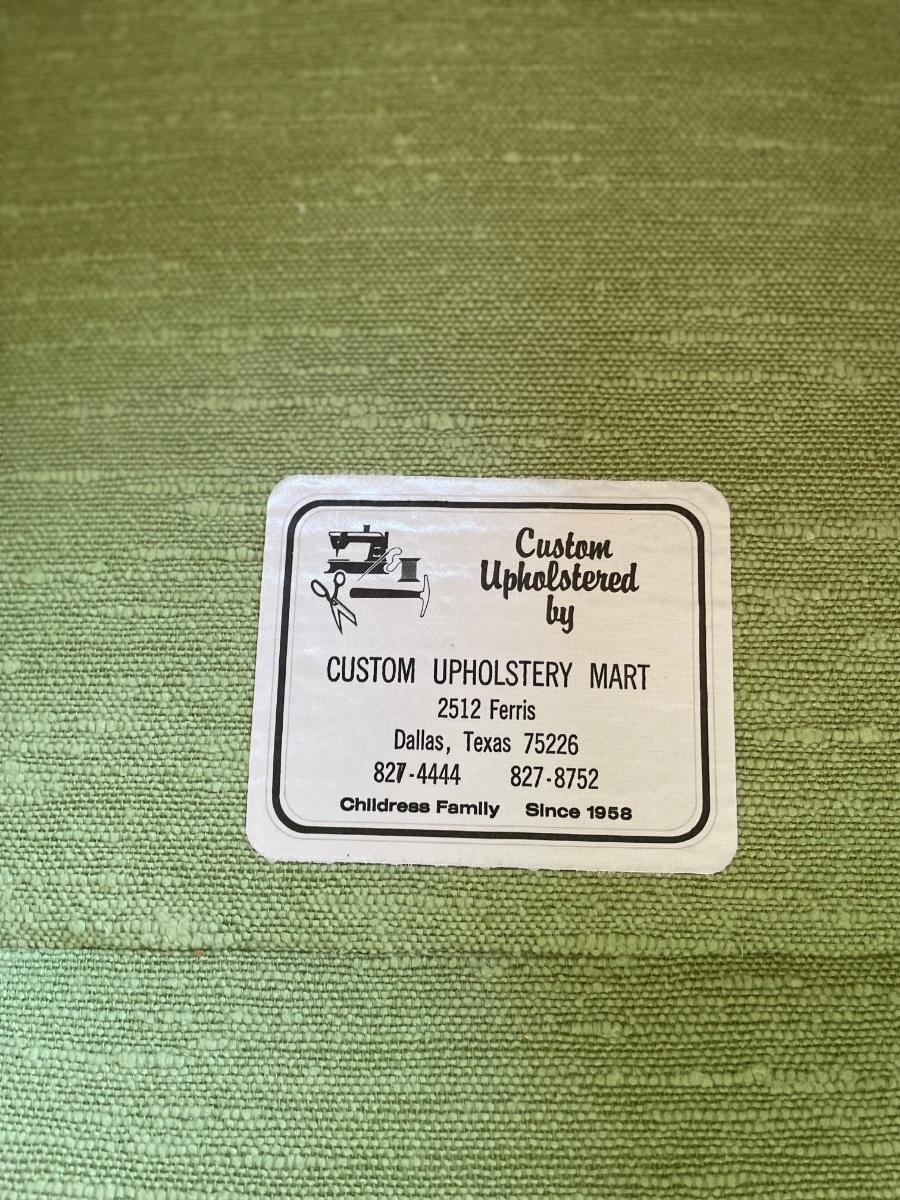 Custom
Upholstered
by
CUSTOM UPHOLSTERY MART
2512 Ferris
Dallas, Texas 75226
827-4444 827-8752
Childress Family Since 1958